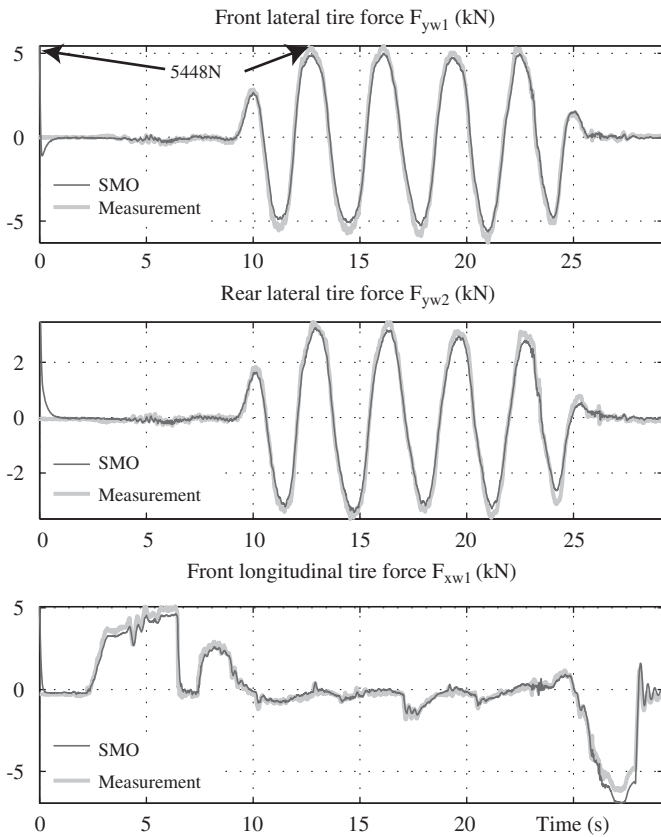 Front lateral tire force F_yw1 (kN)
5
5448N
0
SMO
Measurement
-5
0 5 10 15 20 25
Rear lateral tire force F_yw2 (kN)
2
0
SMO
-2
Measurement
0 5 10 15 20 25
Front longitudinal tire force F_xw1 (kN)
5
0
SMO
-5
Measurement
0 5 10 15 20 Time (s)